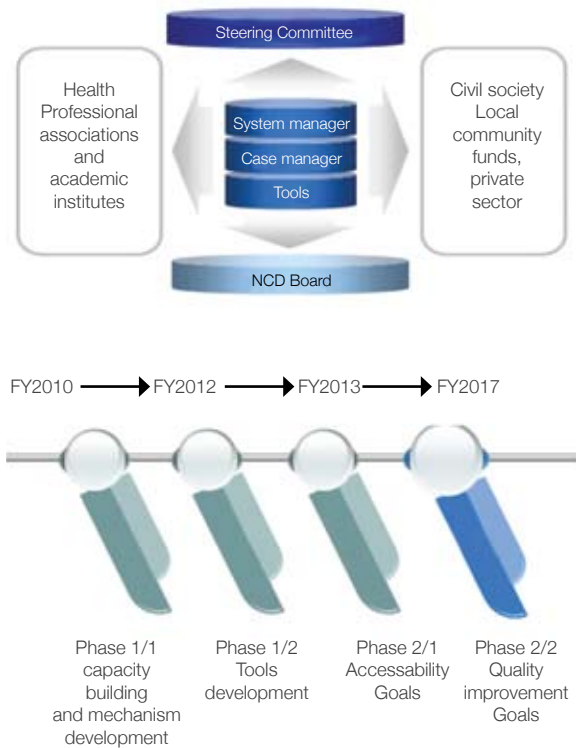 Steering Committee
Health
Professional
associations
and
academic
institutes
System manager
Case manager
Tools
Civil society
Local
community
funds,
private
sector
NCD Board
FY2010 FY2012 FY2013 FY2017
Phase 1/1
capacity
building
and mechanism
development
Phase 1/2
Tools
development
Phase 2/1
Accessability
Goals
Phase 2/2
Quality
improvement
Goals